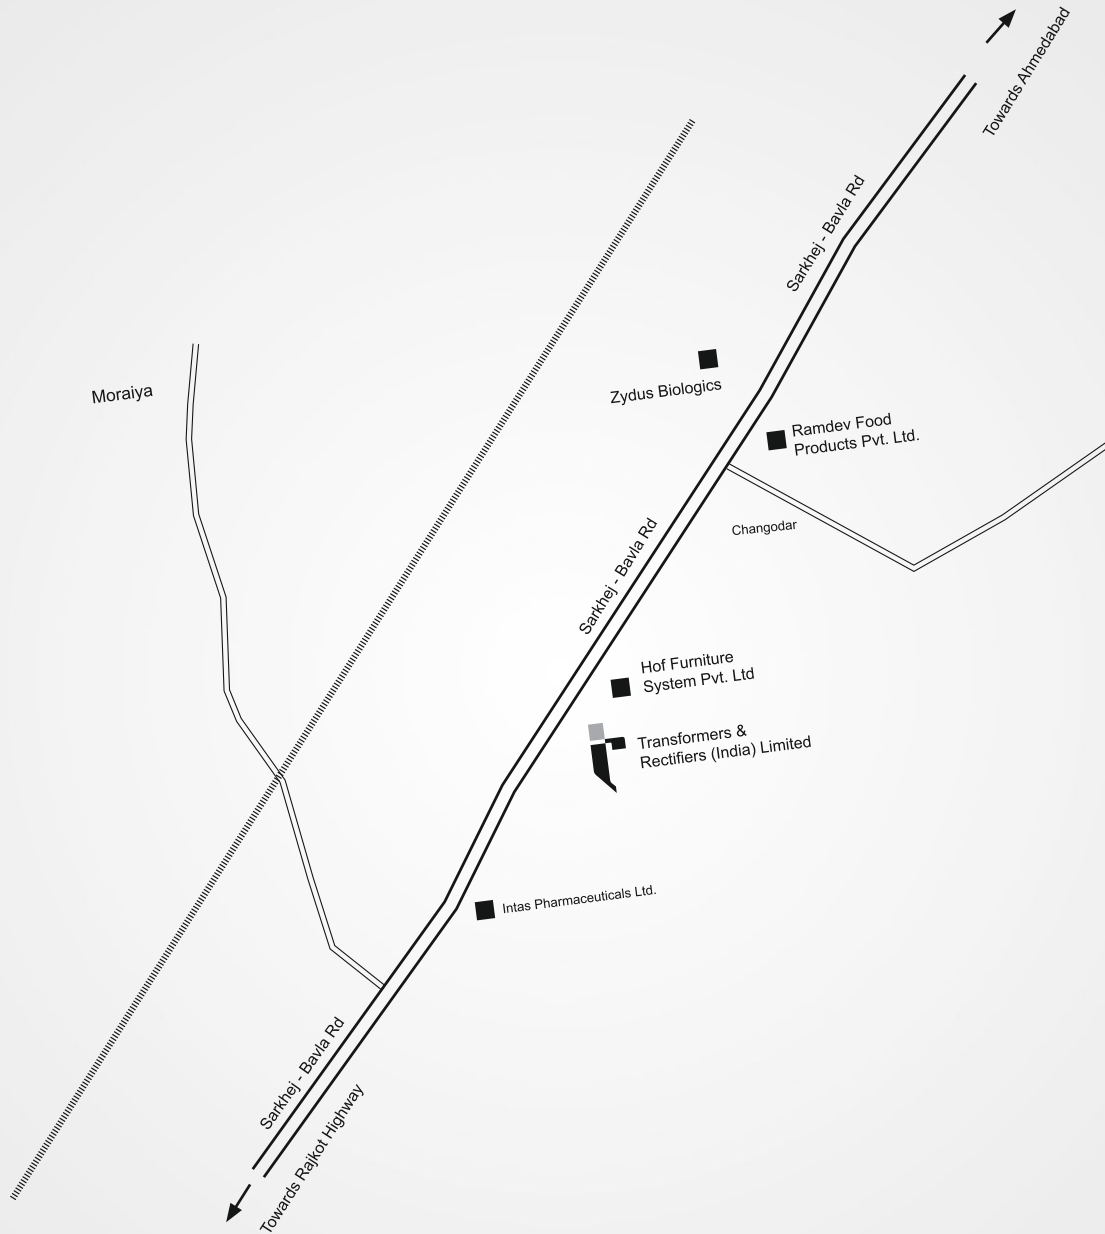 Towards Ahmedabad
Sarkhej - Bavla Rd
Zydus Biologics
Moraiya
Ramdev Food
Products Pvt. Ltd.
Changodar
Sarkhej - Bavla Rd
Hof Furniture
System Pvt. Ltd
Transformers &
Rectifiers (India) Limited
Intas Pharmaceuticals Ltd.
Sarkhej - Bavla Rd
Towards Rajkot Highway